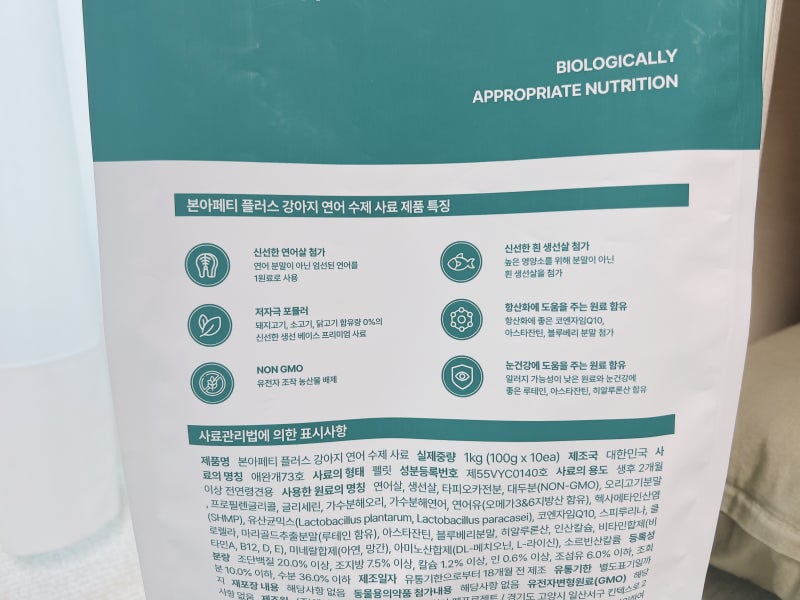 BIOLOGICALLY
APPROPRIATE NUTRITION
본아페티 플러스 강아지 연어 수제 사료 제품 특징
신선한 연어살 첨가
연어 분말이 아닌 엄선된 연어를
1원료로 사용
신선한 흰 생선살 첨가
높은 영양소를 위해 분말이 아닌
흰 생선살을 첨가
저자극 포뮬러
돼지고기, 소고기, 닭고기 함유량 0%의
신선한 생선 베이스 프리미엄 사료
항산화에 도움을 주는 원료 함유
항산화에 좋은 코엔자임Q10,
아스타잔틴, 블루베리 분말 첨가
NON GMO
유전자 조작 농산물 배제
눈건강에 도움을 주는 원료 함유
알러지 가능성이 낮은 원료와 눈건강에
좋은 루테인, 아스타잔틴, 히알루론산 함유
사료관리법에 의한 표시사항
제품명 본아페티 플러스 강아지 연어 수제 사료 실제중량 1kg (100g x 10ea) 제조국 대한민국 사
료의 명칭 애완개73호 사료의 형태 펠릿 성분등록번호 제55VYC0140호 사료의 용도 생후 2개월
이상 전연령견용 사용한 원료의 명칭 연어살, 생선살, 타피오카전분, 대두분(NON-GMO), 오리고기분말
, 프로필렌글리콜, 글리세린, 가수분해오리, 가수분해연어, 연어유(오메가3&6지방산 함유), 헥사메타인산염
(SHMP), 유산균믹스(Lactobacillus plantarum, Lactobacillus paracasei), 코엔자임Q10, 스피루리나, 클
로렐라, 마리골드추출분말(루테인 함유), 아스타잔틴, 블루베리분말, 히알루론산, 인산칼슘, 비타민합제(비
타민A, B12, D, E), 미네랄합제(아연, 망간), 아미노산합제(DL-메치오닌, L-라이신), 소르빈산칼륨 등록성
분량 조단백질 20.0% 이상, 조지방 7.5% 이상, 칼슘 1.2% 이상, 인 0.6% 이상, 조섬유 6.0% 이하, 조회
분 10.0% 이하, 수분 36.0% 이하 제조일자 유통기한으로부터 18개월 전 제조 유통기한 별도표기일까
지 재포장 내용 해당사항 없음 동물용의약품 첨가내용 해당사항 없음 유전자변형원료(GMO) 해당
사항 없음 / 경기도 고양시 일산서구 킨텍스로